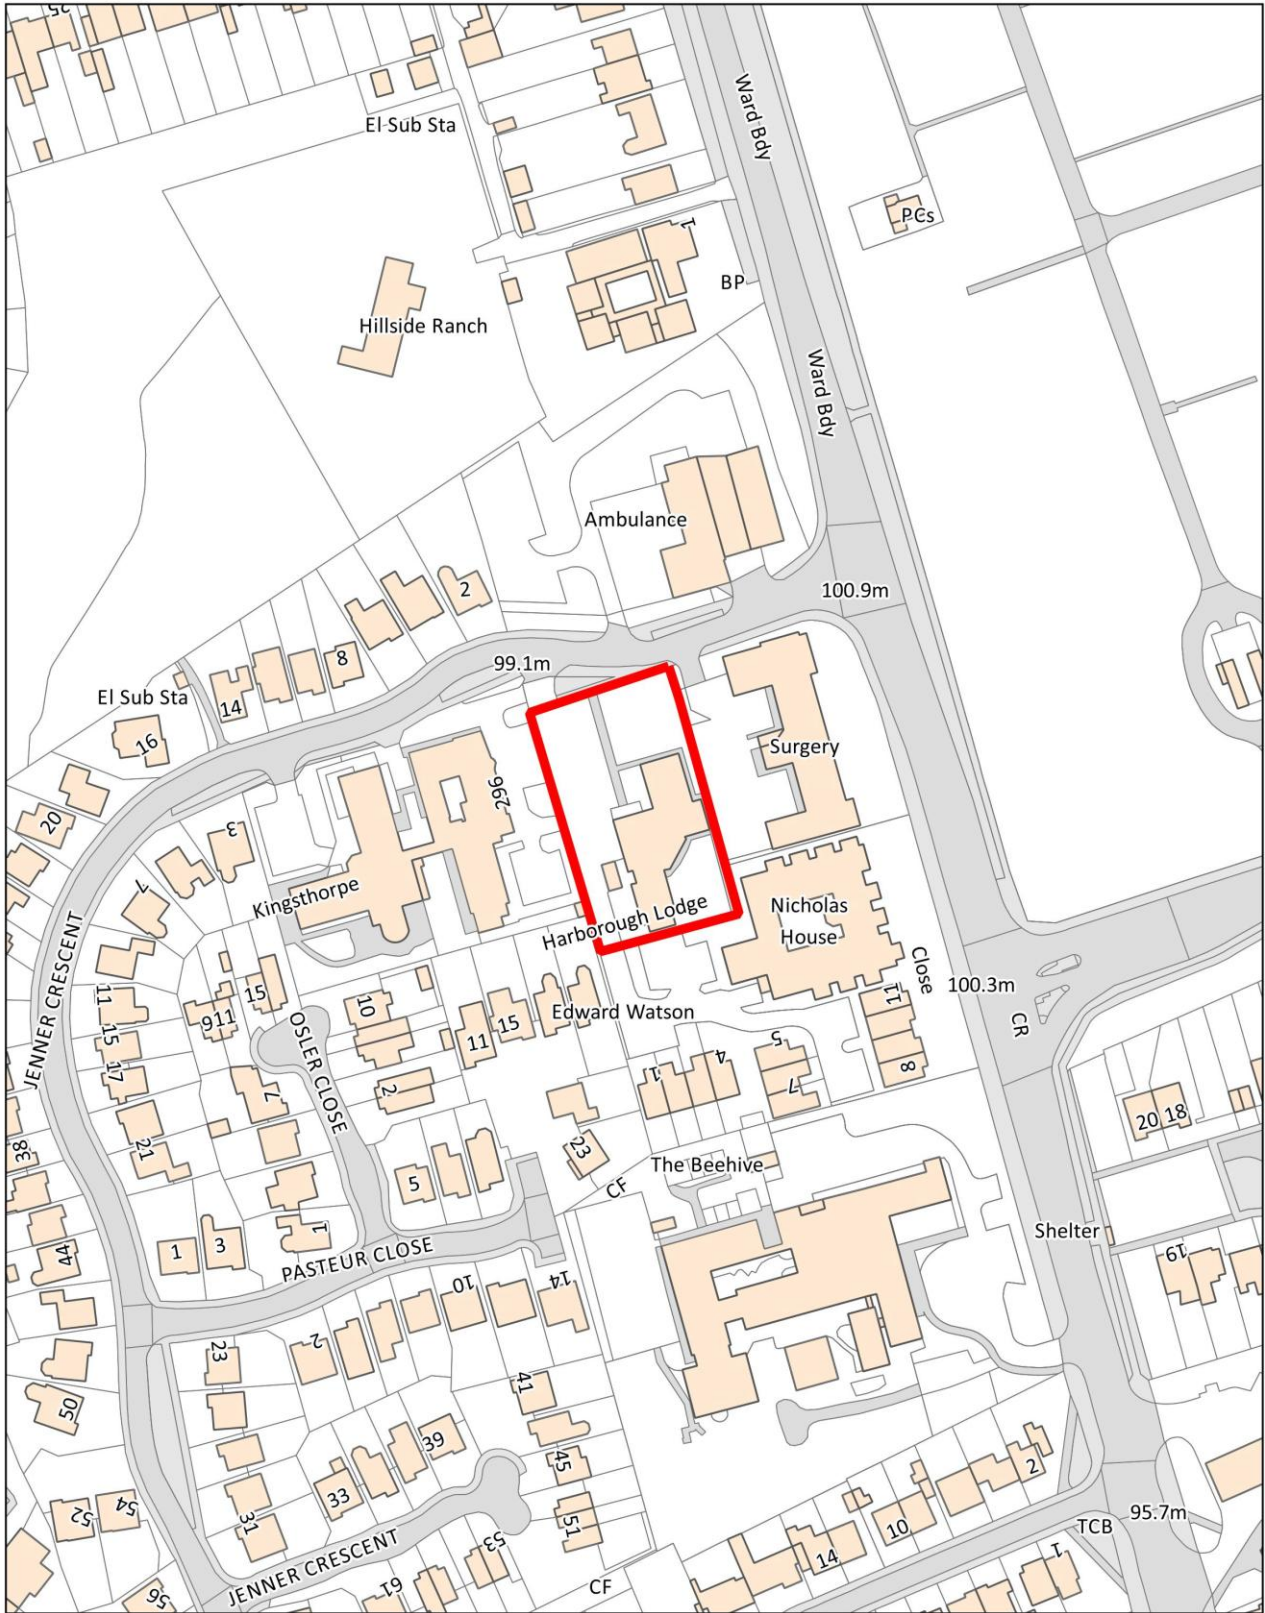 25
El Sub Sta
Ward Bdy
PCs
1
BP
Hillside Ranch
Ward Bdy
Ambulance
2
100.9m
8
99.1m
14
El Sub Sta
16
Surgery
296
20
3
7
Kingsthorpe
Harborough Lodge
Nicholas
House
Close
100.3m
JENNER CRESCENT
11
15
10
11
Edward Watson
9
11
11
15
OSLER CLOSE
CR
15
17
2
7
1
4
5
7
8
20
18
38
21
23
The Beehive
5
CF
44
1
3
1
Shelter
PASTEUR CLOSE
19
10
14
23
2
50
41
39
45
2
33
52
54
31
51
10
95.7m
TCB
14
53
1
JENNER CRESCENT
61
CF
56